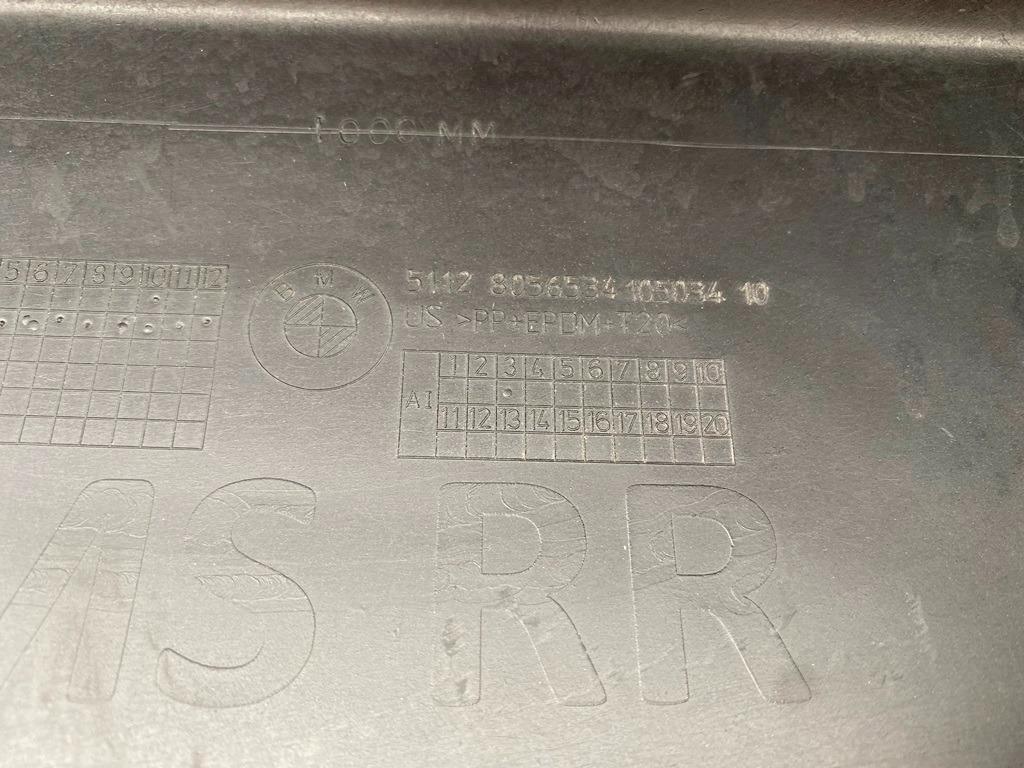 1000 MM
5 6 7 8 9 10 11 12
BMW
5112 8056534 105034 10
US >PP+EPDM+T20<
1 2 3 4 5 6 7 8 9 10
AI
11 12 13 14 15 16 17 18 19 20
MS RR